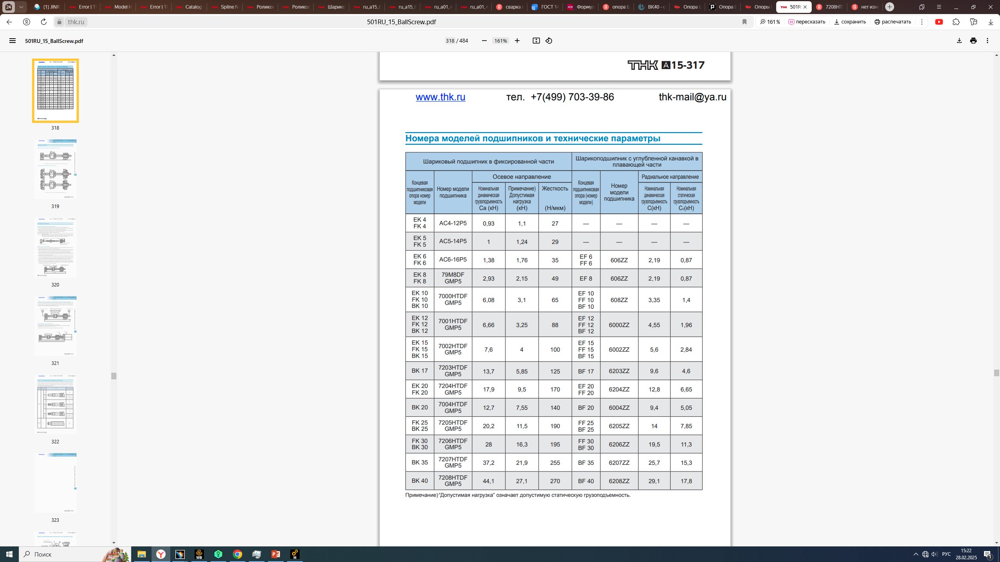 24
(1) JINR
Error | T
Model H
Error | T
Catalog
Spline N
Роликов
Роликов
Шарико
ru_a15_0
ru_a15_0
ru_a01_4
ru_a01_4
сварка в
ГОСТ 14
Формул
опора Ш
BK40 - о
Опора Ш
Опора Ш
Опоры
501R
7208HT
нет изн
thk.ru
501RU_15_BallScrew.pdf
161 %
пересказать
сохранить
распечатать
501RU_15_BallScrew.pdf
318 / 484
161%
318
319
320
321
322
323
THK A15-317
www.thk.ru тел. +7(499) 703-39-86 thk-mail@ya.ru
Номера моделей подшипников и технические параметры
Шариковый подшипник в фиксированной части
Шарикоподшипник с углубленной канавкой в
плавающей части
Концевая
подшипниковая
опора номер
модели
Номер модели
подшипника
Осевое направление
Номинальная
динамическая
грузоподъемность
Ca (кН)
Примечание)
Допустимая
нагрузка
(кН)
Жесткость
(Н/мкм)
Концевая
подшипниковая
опора (номер
модели)
Номер
модели
подшипника
Радиальное направление
Номинальная
динамическая
грузоподъемность
C(кН)
Номинальная
статическая
грузоподъемность
C₀(кН)
EK 4
FK 4
AC4-12P5 0,93 1,1 27 — — — —
EK 5
FK 5
AC5-14P5 1 1,24 29 — — — —
EK 6
FK 6
AC6-16P5 1,38 1,76 35
EF 6
FF 6
606ZZ 2,19 0,87
EK 8
FK 8
79M8DF
GMP5
2,93 2,15 49 EF 8 606ZZ 2,19 0,87
EK 10
FK 10
BK 10
7000HTDF
GMP5
6,08 3,1 65
EF 10
FF 10
BF 10
608ZZ 3,35 1,4
EK 12
FK 12
BK 12
7001HTDF
GMP5
6,66 3,25 88
EF 12
FF 12
BF 12
6000ZZ 4,55 1,96
EK 15
FK 15
BK 15
7002HTDF
GMP5
7,6 4 100
EF 15
FF 15
BF 15
6002ZZ 5,6 2,84
BK 17
7203HTDF
GMP5
13,7 5,85 125 BF 17 6203ZZ 9,6 4,6
EK 20
FK 20
7204HTDF
GMP5
17,9 9,5 170
EF 20
FF 20
6204ZZ 12,8 6,65
BK 20
7004HTDF
GMP5
12,7 7,55 140 BF 20 6004ZZ 9,4 5,05
FK 25
BK 25
7205HTDF
GMP5
20,2 11,5 190
FF 25
BF 25
6205ZZ 14 7,85
FK 30
BK 30
7206HTDF
GMP5
28 16,3 195
FF 30
BF 30
6206ZZ 19,5 11,3
BK 35
7207HTDF
GMP5
37,2 21,9 255 BF 35 6207ZZ 25,7 15,3
BK 40
7208HTDF
GMP5
44,1 27,1 270 BF 40 6208ZZ 29,1 17,8
Примечание)“Допустимая нагрузка” означает допустимую статическую грузоподъемность.
Поиск
WB
M
РУС
15:22
28.02.2025
1